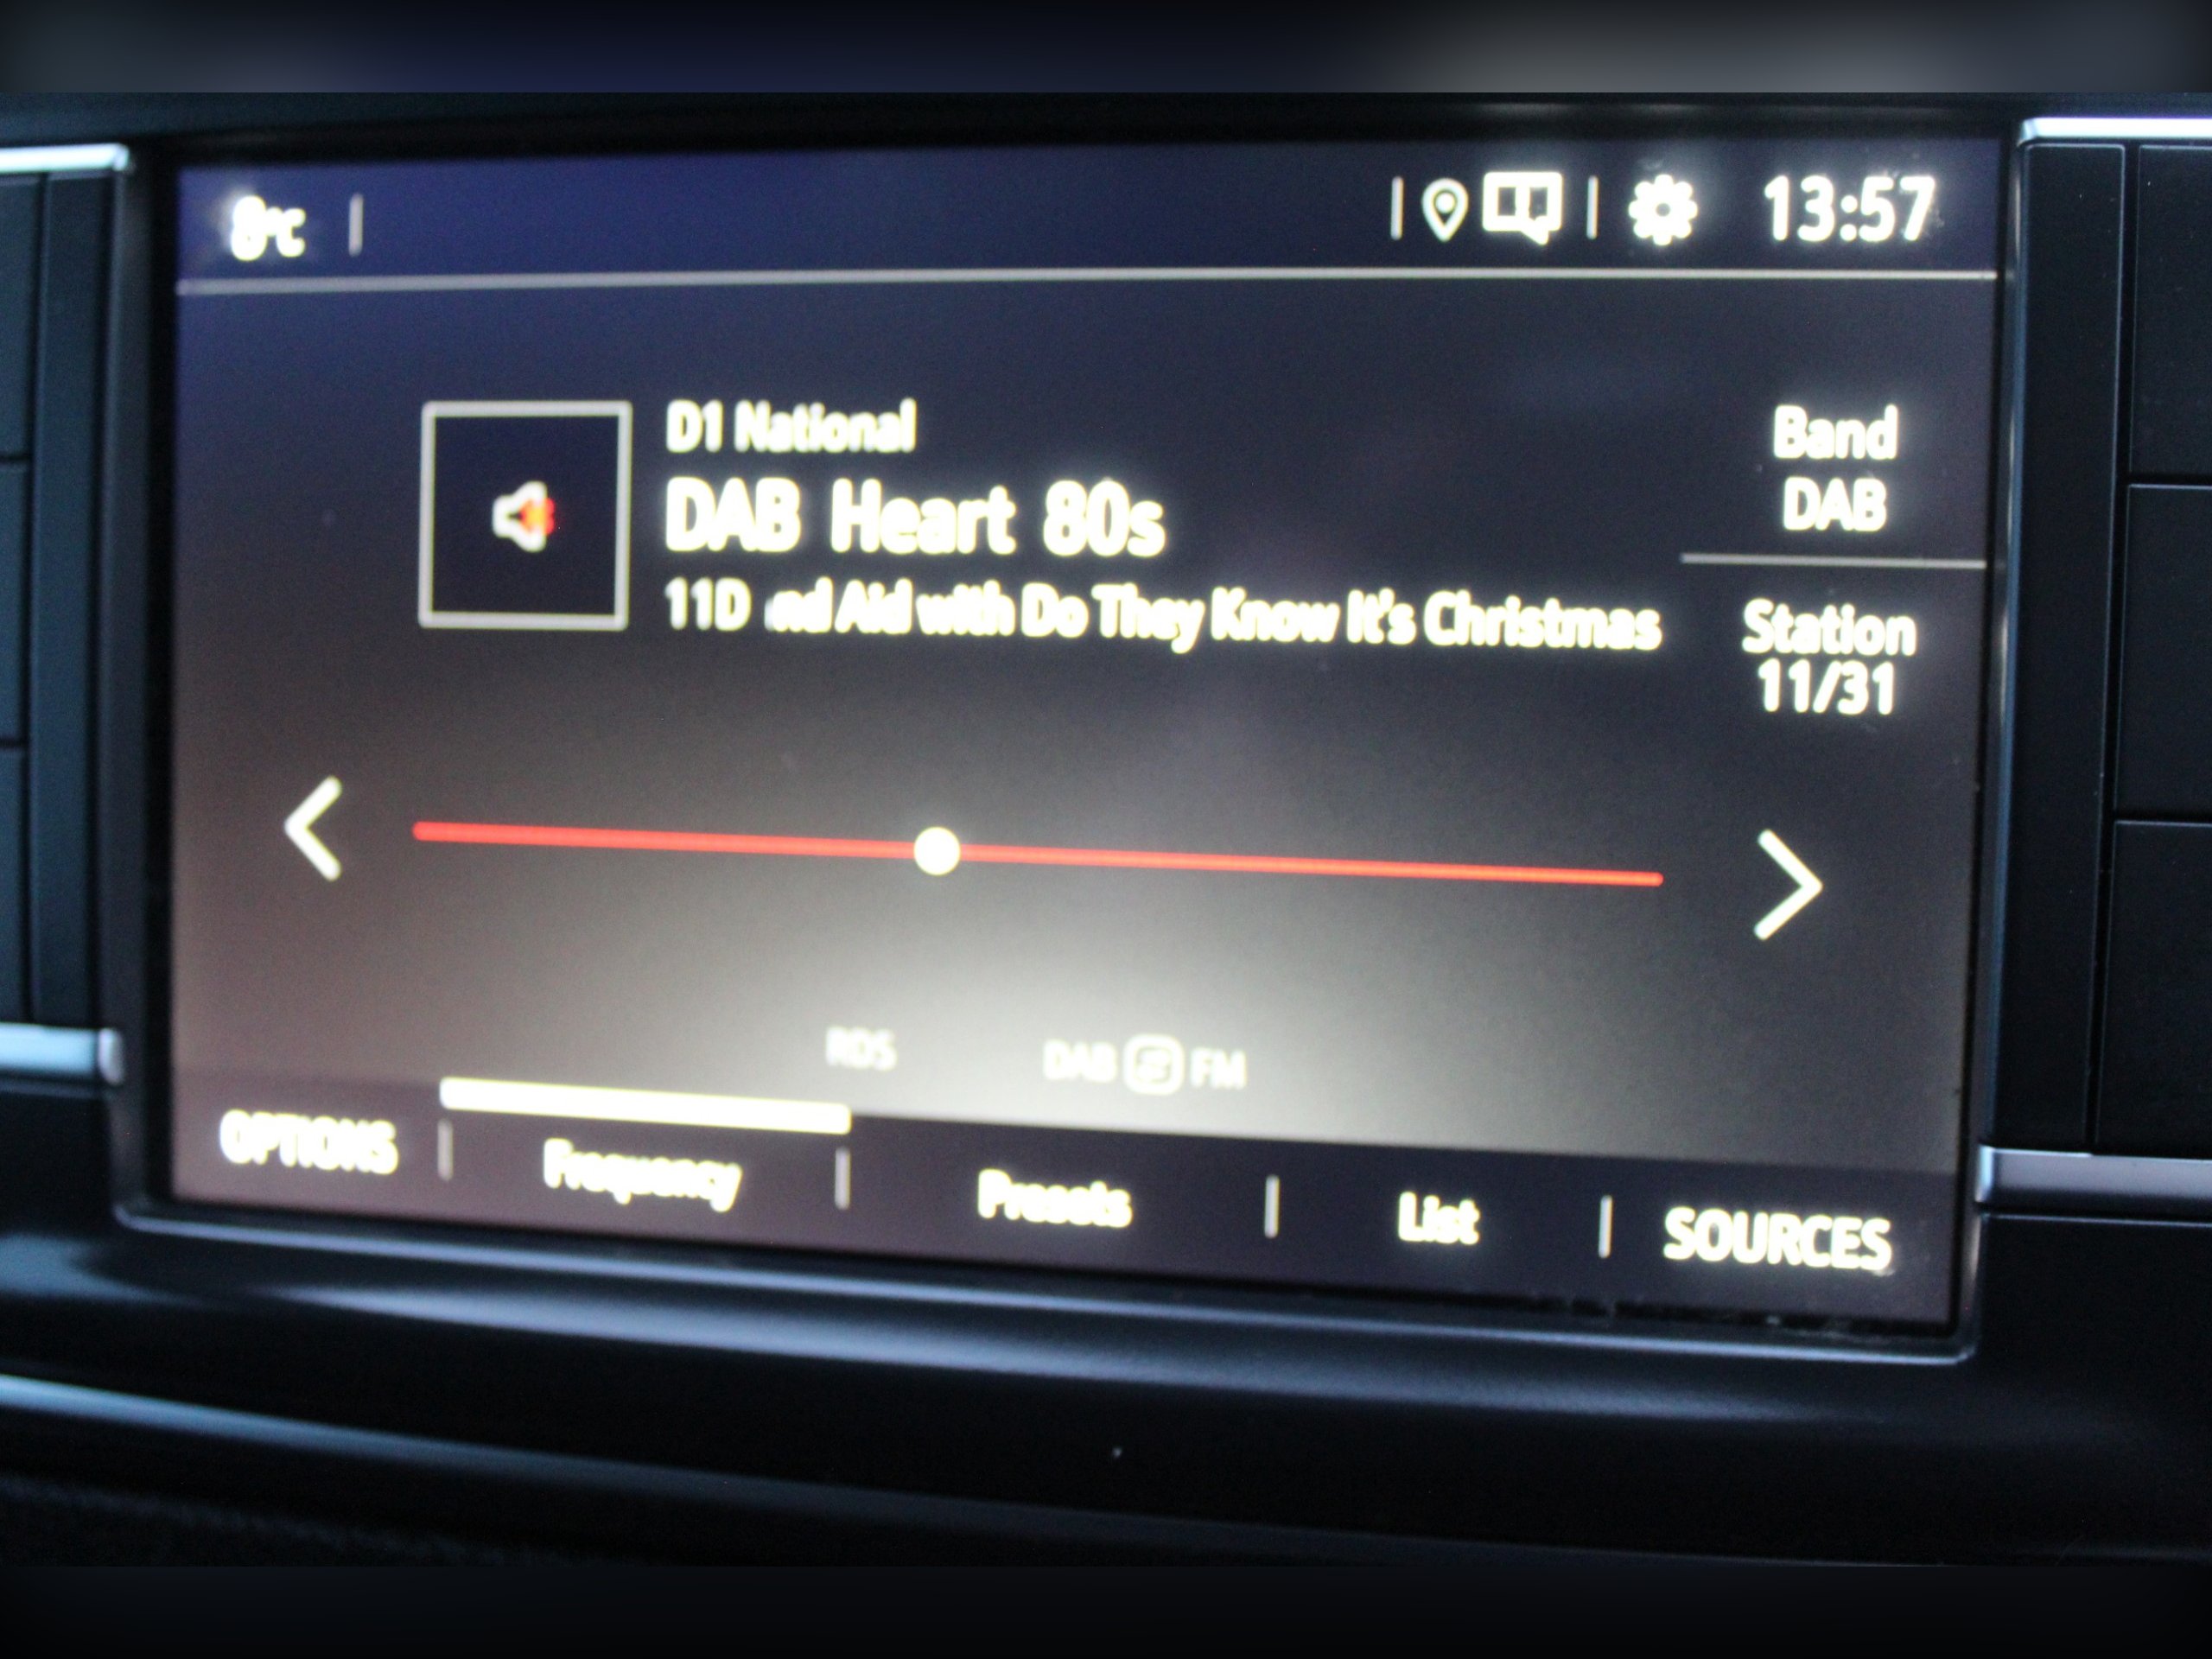 8°C
13:57
D1 National
DAB Heart 80s
11D nd Aid with Do They Know It's Christmas
Band
DAB
Station
11/31
RDS
DAB FM
OPTIONS
Frequency
Presets
List
SOURCES